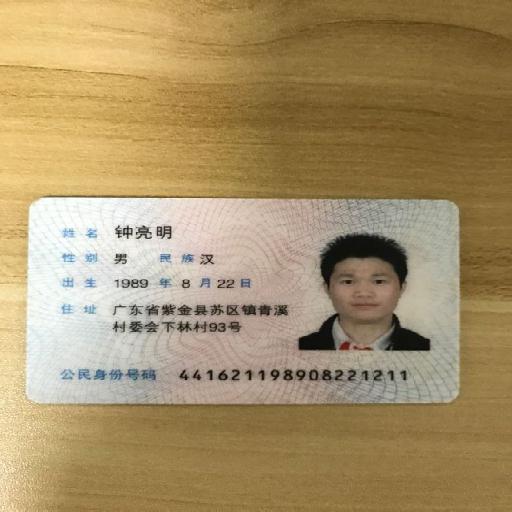 姓名 钟亮明
性别 男 民族 汉
出生 1989 年 8 月 22 日
住址 广东省紫金县苏区镇青溪
村委会下林村93号
公民身份号码 441621198908221211